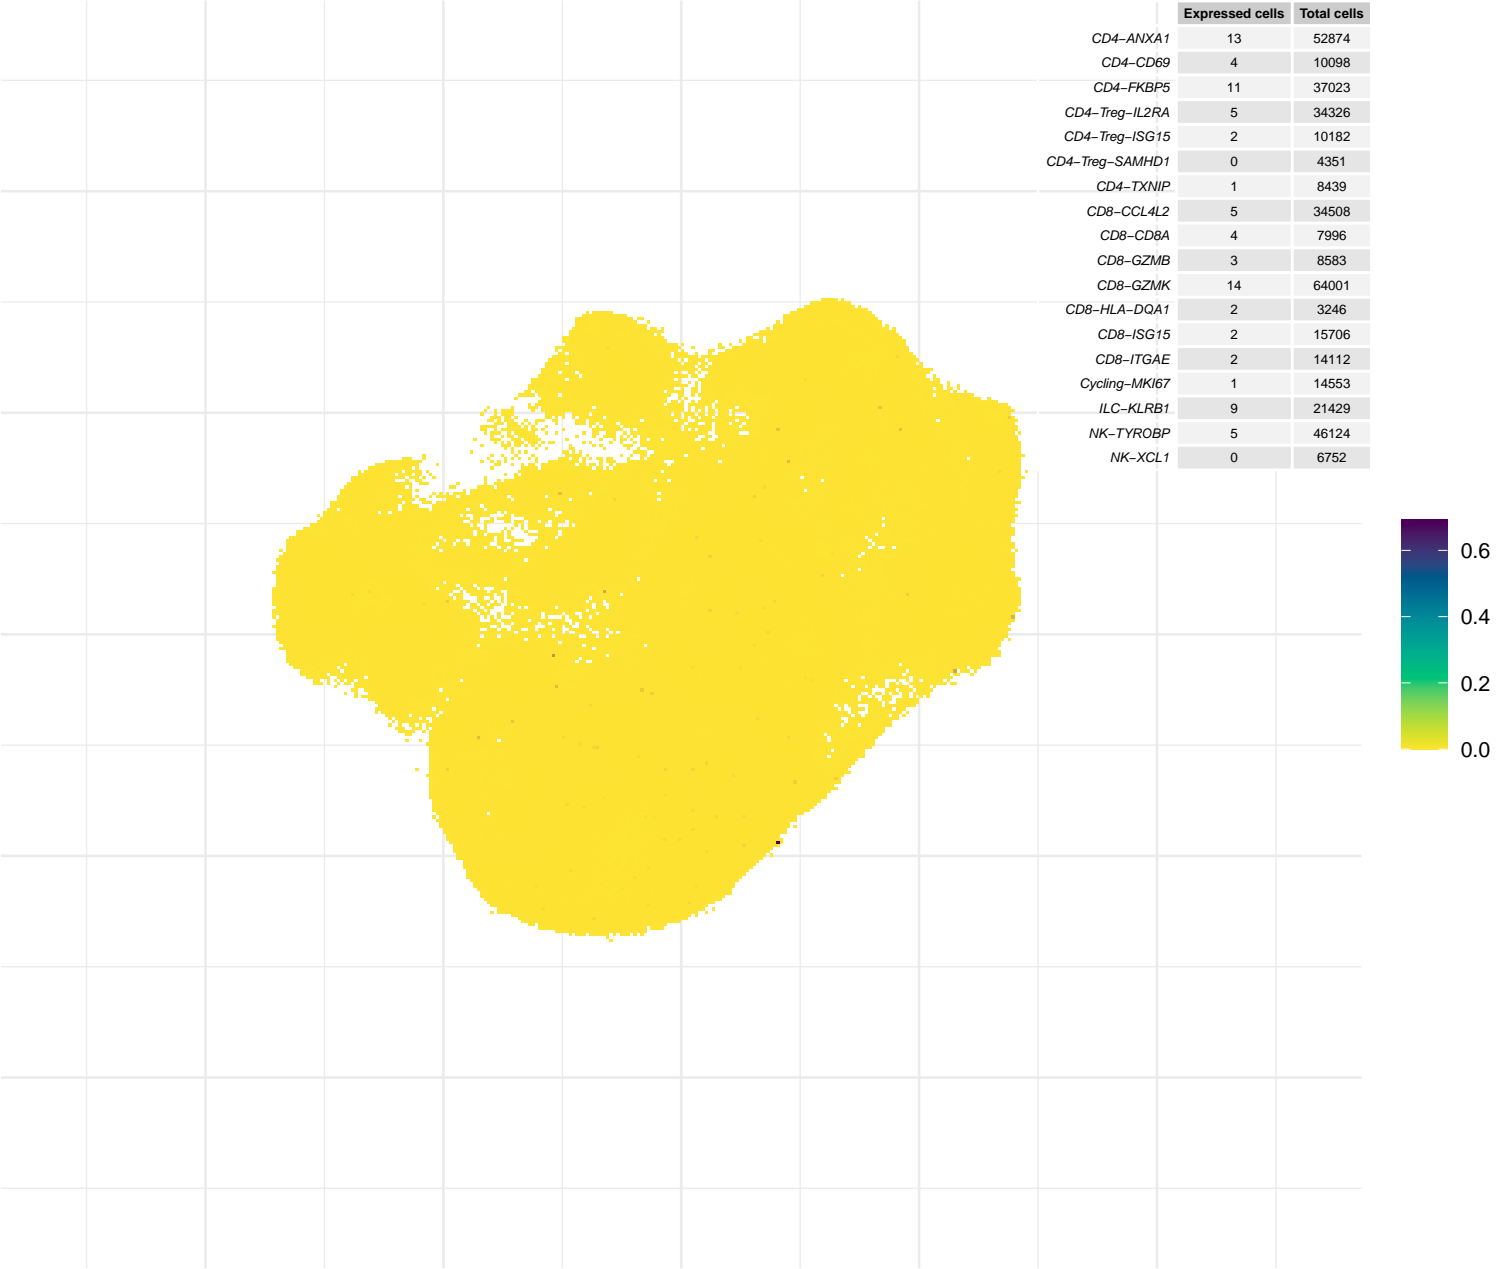 Expressed cells Total cells
CD4−ANXA1 13 52874
CD4−CD69 4 10098
CD4−FKBP5 11 37023
CD4−Treg−IL2RA 5 34326
CD4−Treg−ISG15 2 10182
CD4−Treg−SAMHD1 0 4351
CD4−TXNIP 1 8439
CD8−CCL4L2 5 34508
CD8−CD8A 4 7996
CD8−GZMB 3 8583
CD8−GZMK 14 64001
CD8−HLA−DQA1 2 3246
CD8−ISG15 2 15706
CD8−ITGAE 2 14112
Cycling−MKI67 1 14553
ILC−KLRB1 9 21429
NK−TYROBP 5 46124
NK−XCL1 0 6752
0.6
0.4
0.2
0.0